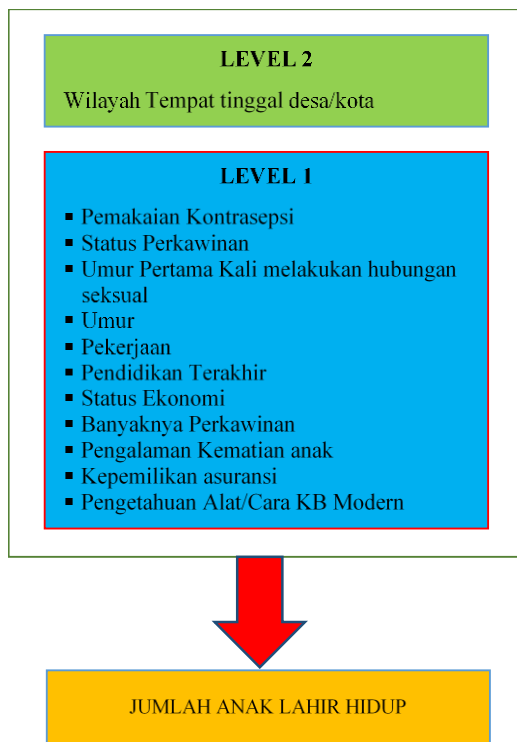 LEVEL 2
Wilayah Tempat tinggal desa/kota
LEVEL 1
▪ Pemakaian Kontrasepsi
▪ Status Perkawinan
▪ Umur Pertama Kali melakukan hubungan
seksual
▪ Umur
▪ Pekerjaan
▪ Pendidikan Terakhir
▪ Status Ekonomi
▪ Banyaknya Perkawinan
▪ Pengalaman Kematian anak
▪ Kepemilikan asuransi
▪ Pengetahuan Alat/Cara KB Modern
JUMLAH ANAK LAHIR HIDUP